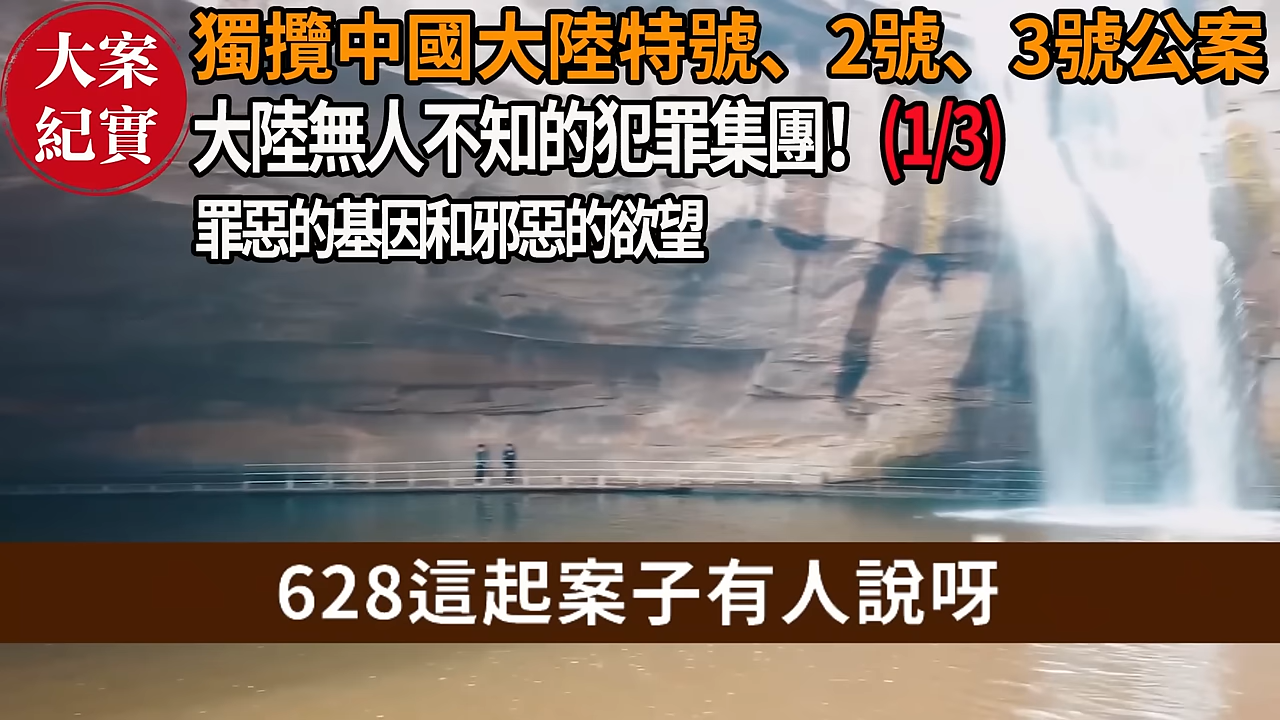 大案
紀實
獨攬中國大陸特號、2號、3號公案
大陸無人不知的犯罪集團！(1/3)
罪惡的基因和邪惡的欲望
628這起案子有人說呀